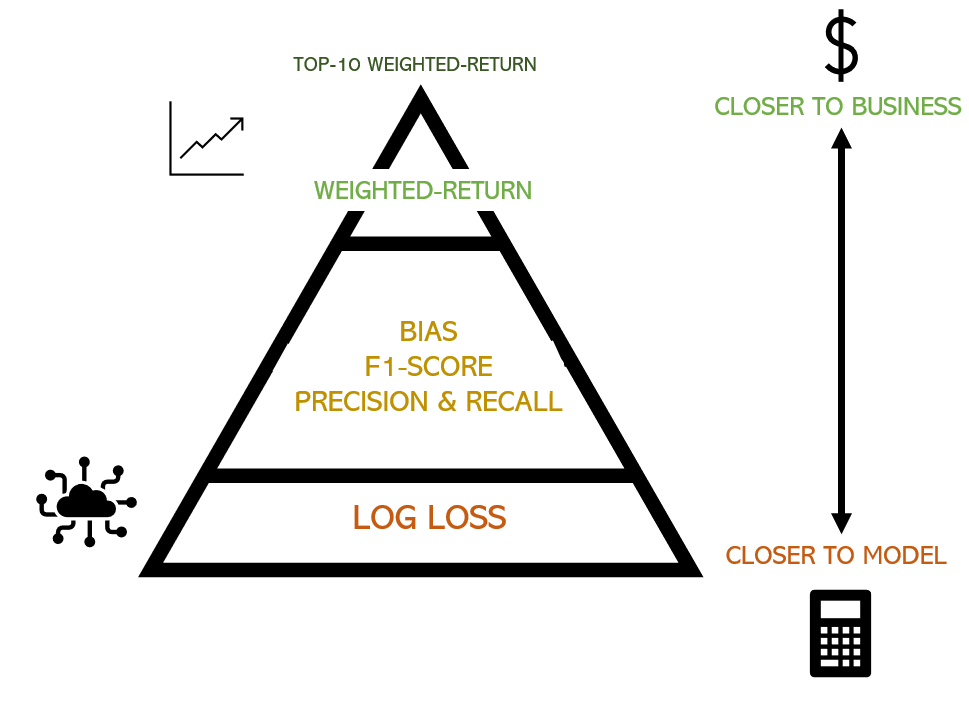 TOP-10 WEIGHTED-RETURN
WEIGHTED-RETURN
BIAS
F1-SCORE
PRECISION & RECALL
LOG LOSS
$
CLOSER TO BUSINESS
CLOSER TO MODEL